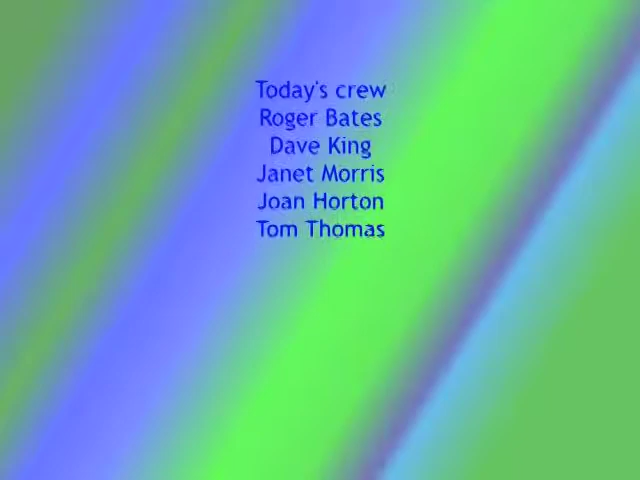 Today's crew
Roger Bates
Dave King
Janet Morris
Joan Horton
Tom Thomas